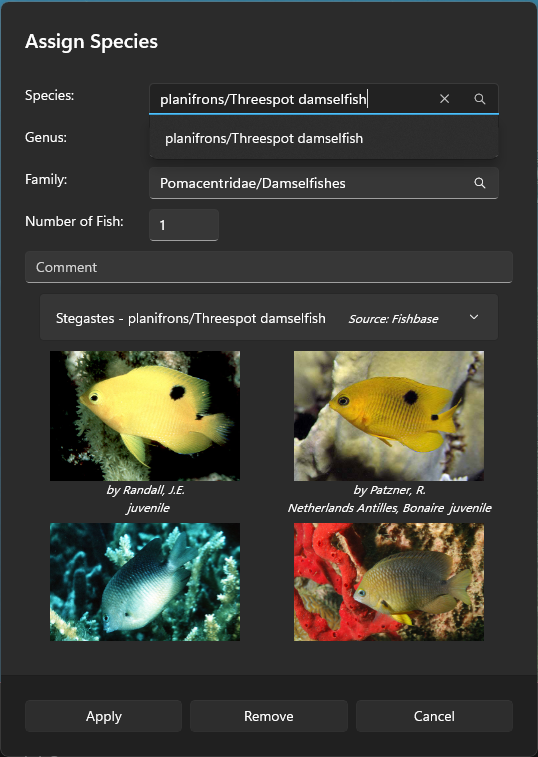 Assign Species
Species: planifrons/Threespot damselfish
Genus: planifrons/Threespot damselfish
Family: Pomacentridae/Damselfishes
Number of Fish: 1
Comment
Stegastes - planifrons/Threespot damselfish Source: Fishbase
by Randall, J.E.
juvenile
by Patzner, R.
Netherlands Antilles, Bonaire juvenile
Apply Remove Cancel